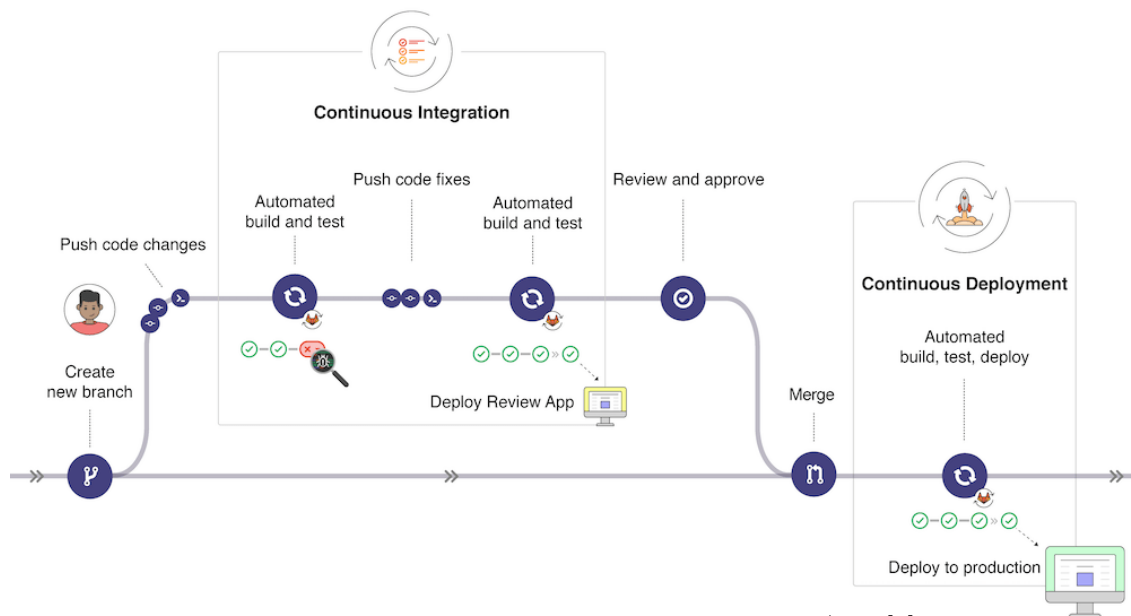 Continuous Integration
Push code fixes
Review and approve
Automated
build and test
Automated
build and test
Push code changes
Continuous Deployment
Automated
build, test, deploy
Create
new branch
Deploy Review App
Merge
Deploy to production